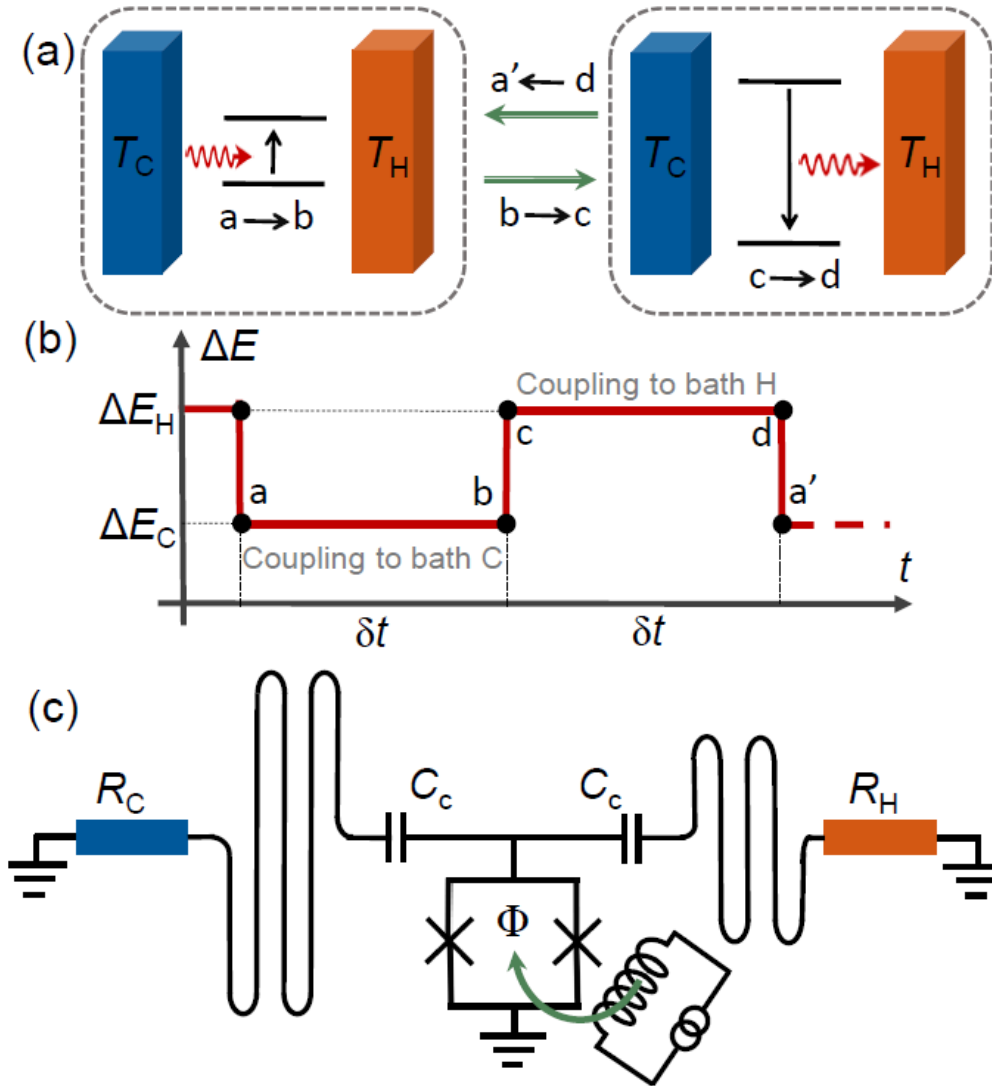 (a)
T_C
T_H
a → b
a′ ← d
b → c
T_C
T_H
c → d
(b)
ΔE
ΔE_H
Coupling to bath H
c
d
a
b
a′
ΔE_C
Coupling to bath C
t
δt
δt
(c)
R_C
C_c
C_c
R_H
Φ